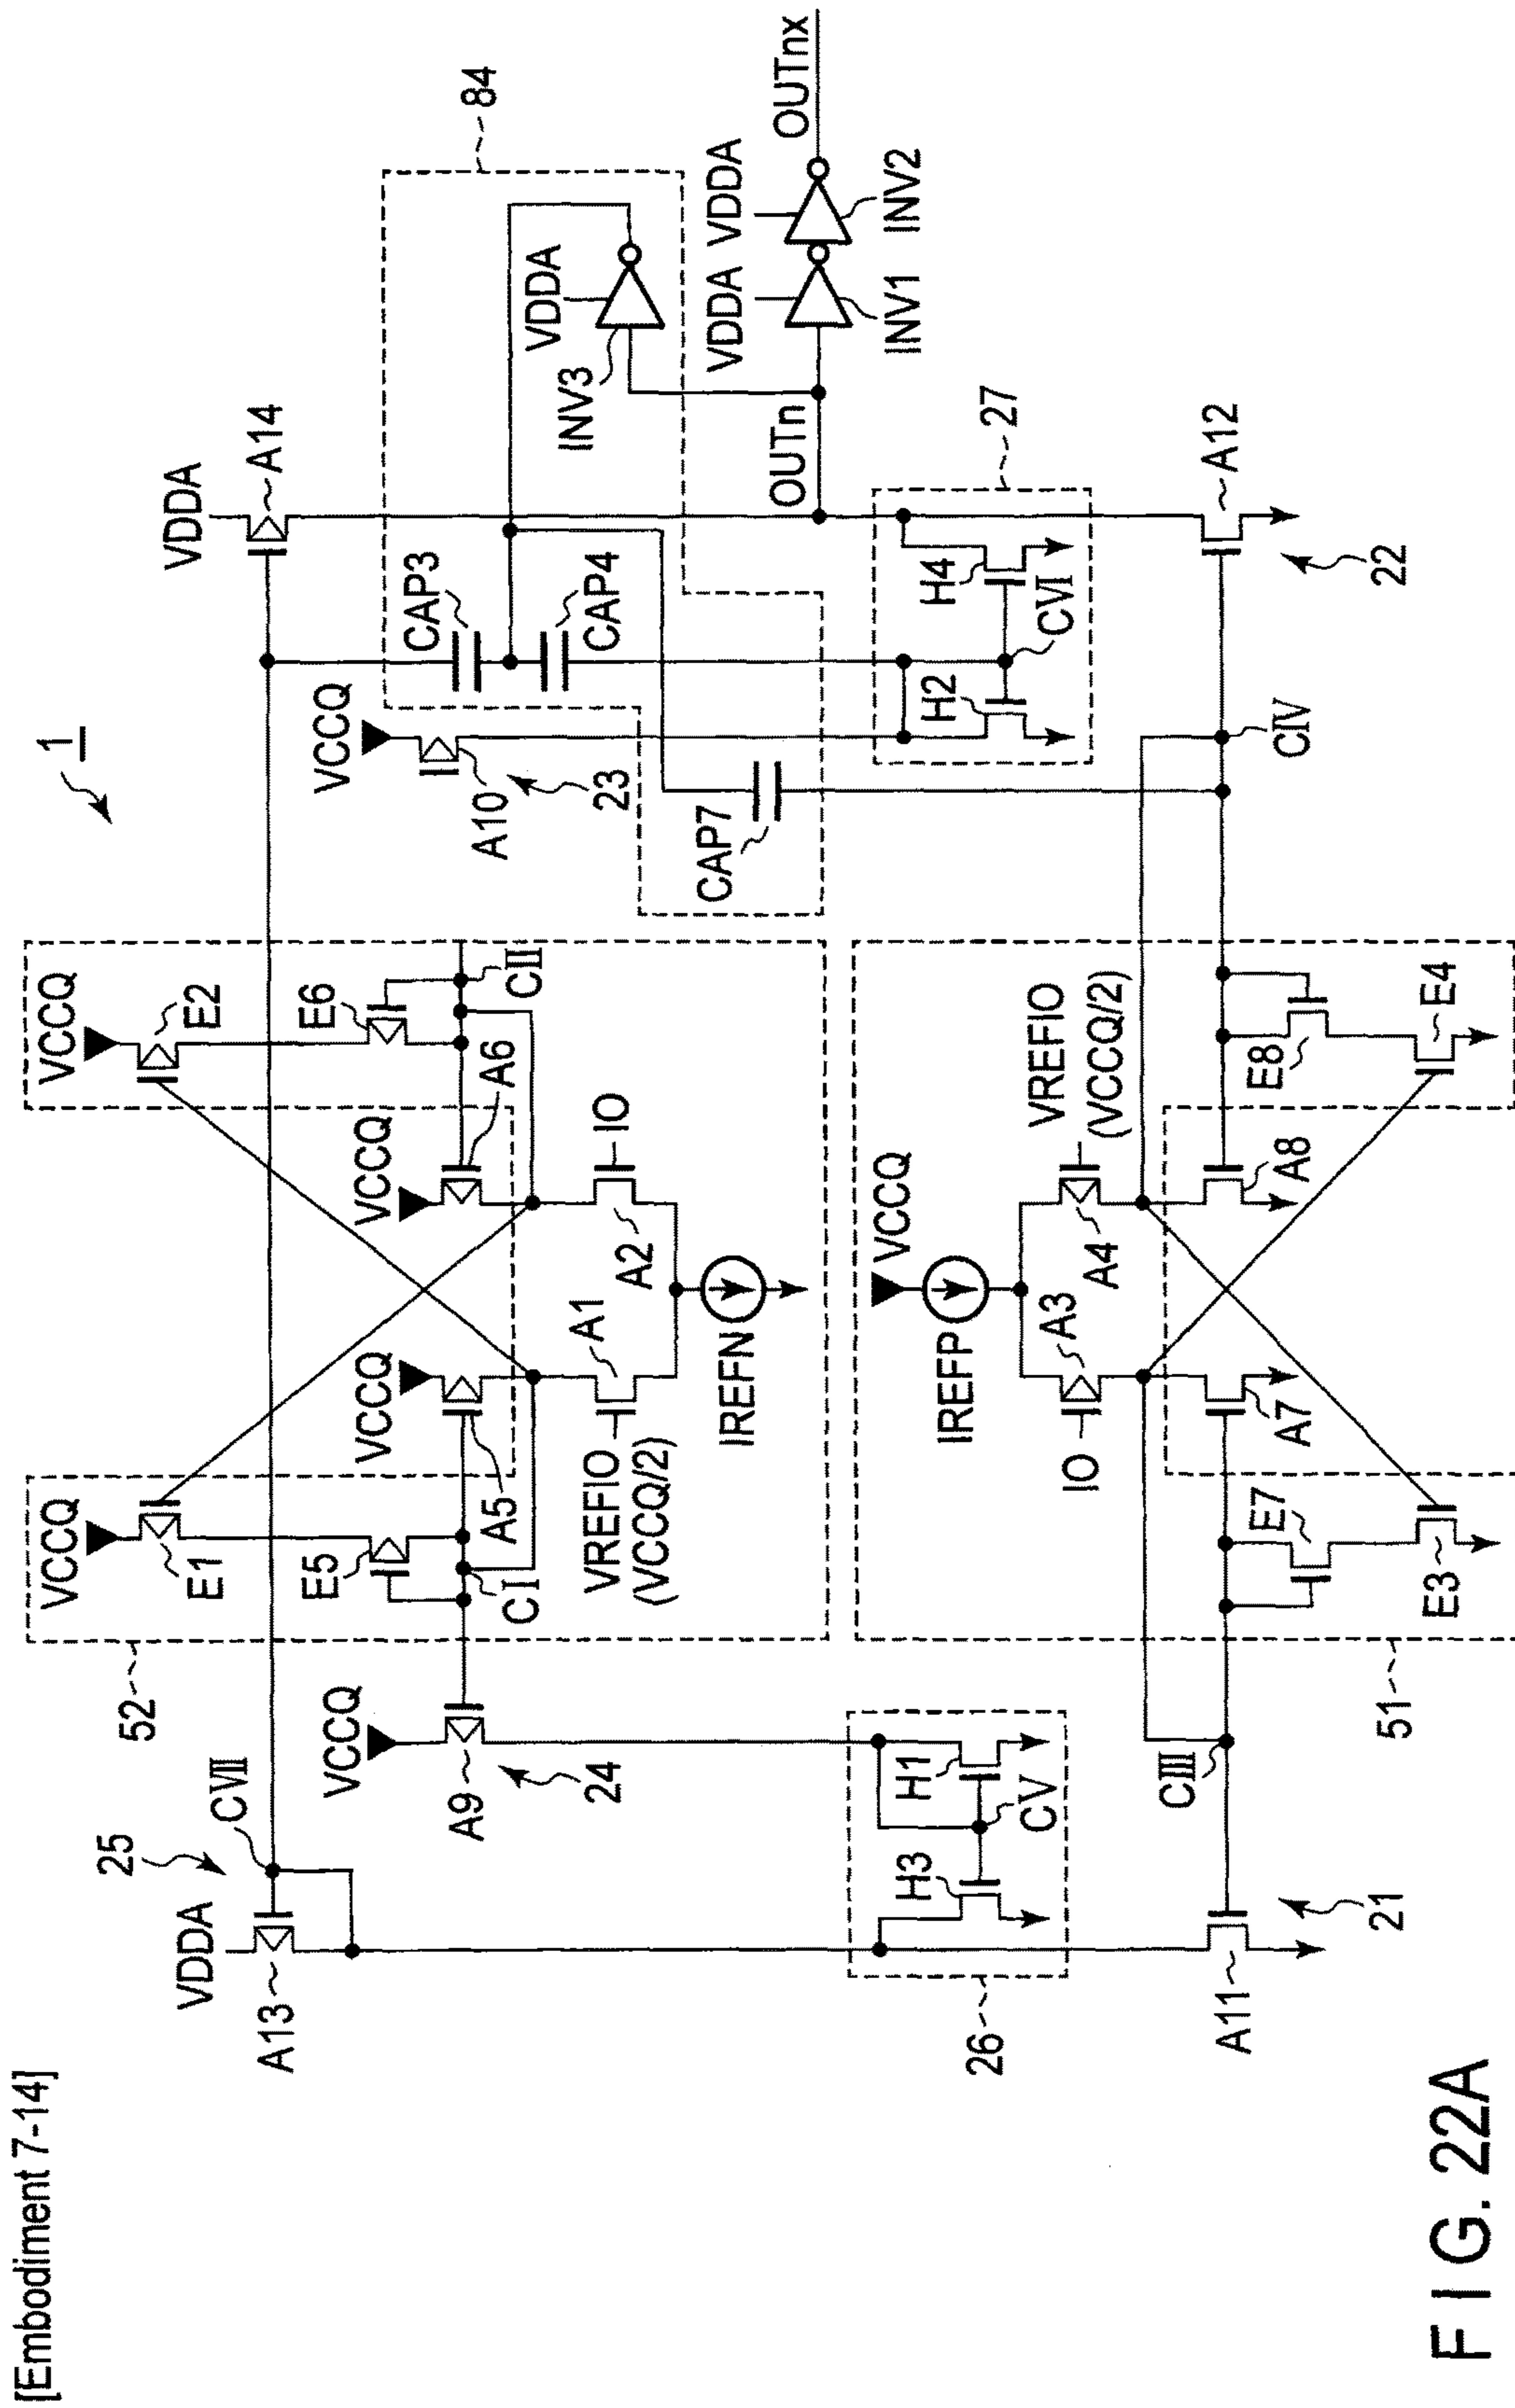 [Embodiment 7-14]
1
VDDA
A13
25
CⅦ
VDDA
A14
VCCQ
E1
E5
52
VCCQ
E2
E6
CⅡ
VCCQ
A5
CⅠ
VCCQ
A6
VREFIO
(VCCQ/2)
A1
A2
IO
IREFN
VCCQ
A9
24
VCCQ
A10
23
CAP3
CAP4
CAP7
84
VDDA
INV3
VDDA
INV1
VDDA
INV2
OUTn
OUTnx
26
H3
H1
CⅤ
27
H2
H4
CⅥ
VCCQ
IREFP
IO
A3
A4
VREFIO
(VCCQ/2)
A7
A8
E7
E3
E8
E4
51
CⅢ
CⅣ
A11
21
A12
22
FIG. 22A